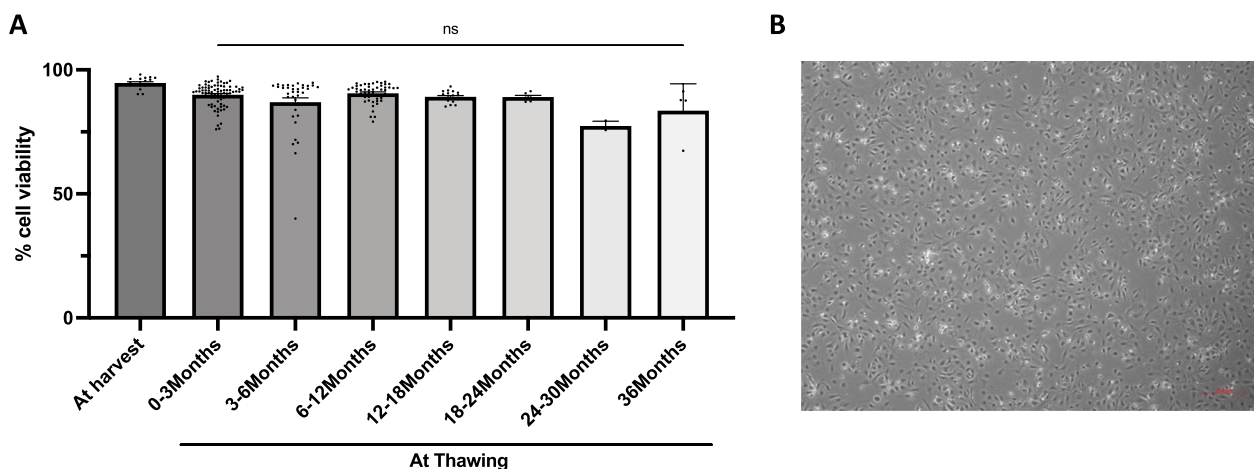 A
B
ns
% cell viability
100
50
0
At harvest
0-3Months
3-6Months
6-12Months
12-18Months
18-24Months
24-30Months
36Months
At Thawing